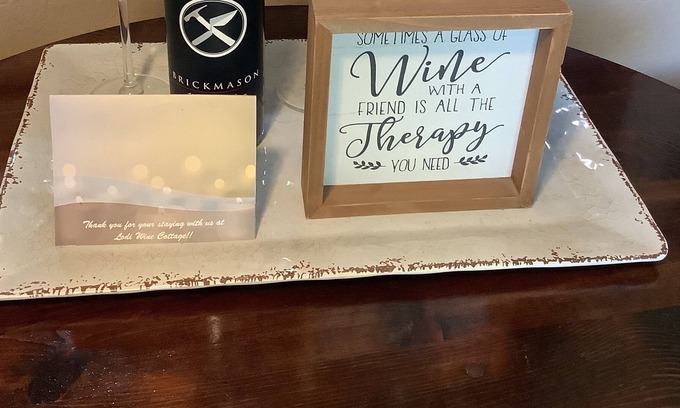 BRICKMASON
SOMETIMES A GLASS OF
Wine
WITH A
FRIEND IS ALL THE
Therapy
YOU NEED
Thank you for your staying with us at
Lodi Wine Cottage!!